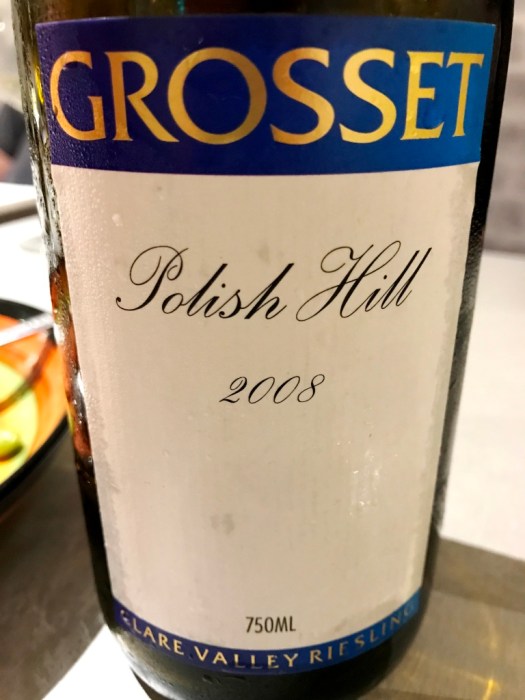 GROSSET
Polish Hill
2008
750ML
CLARE VALLEY RIESLING